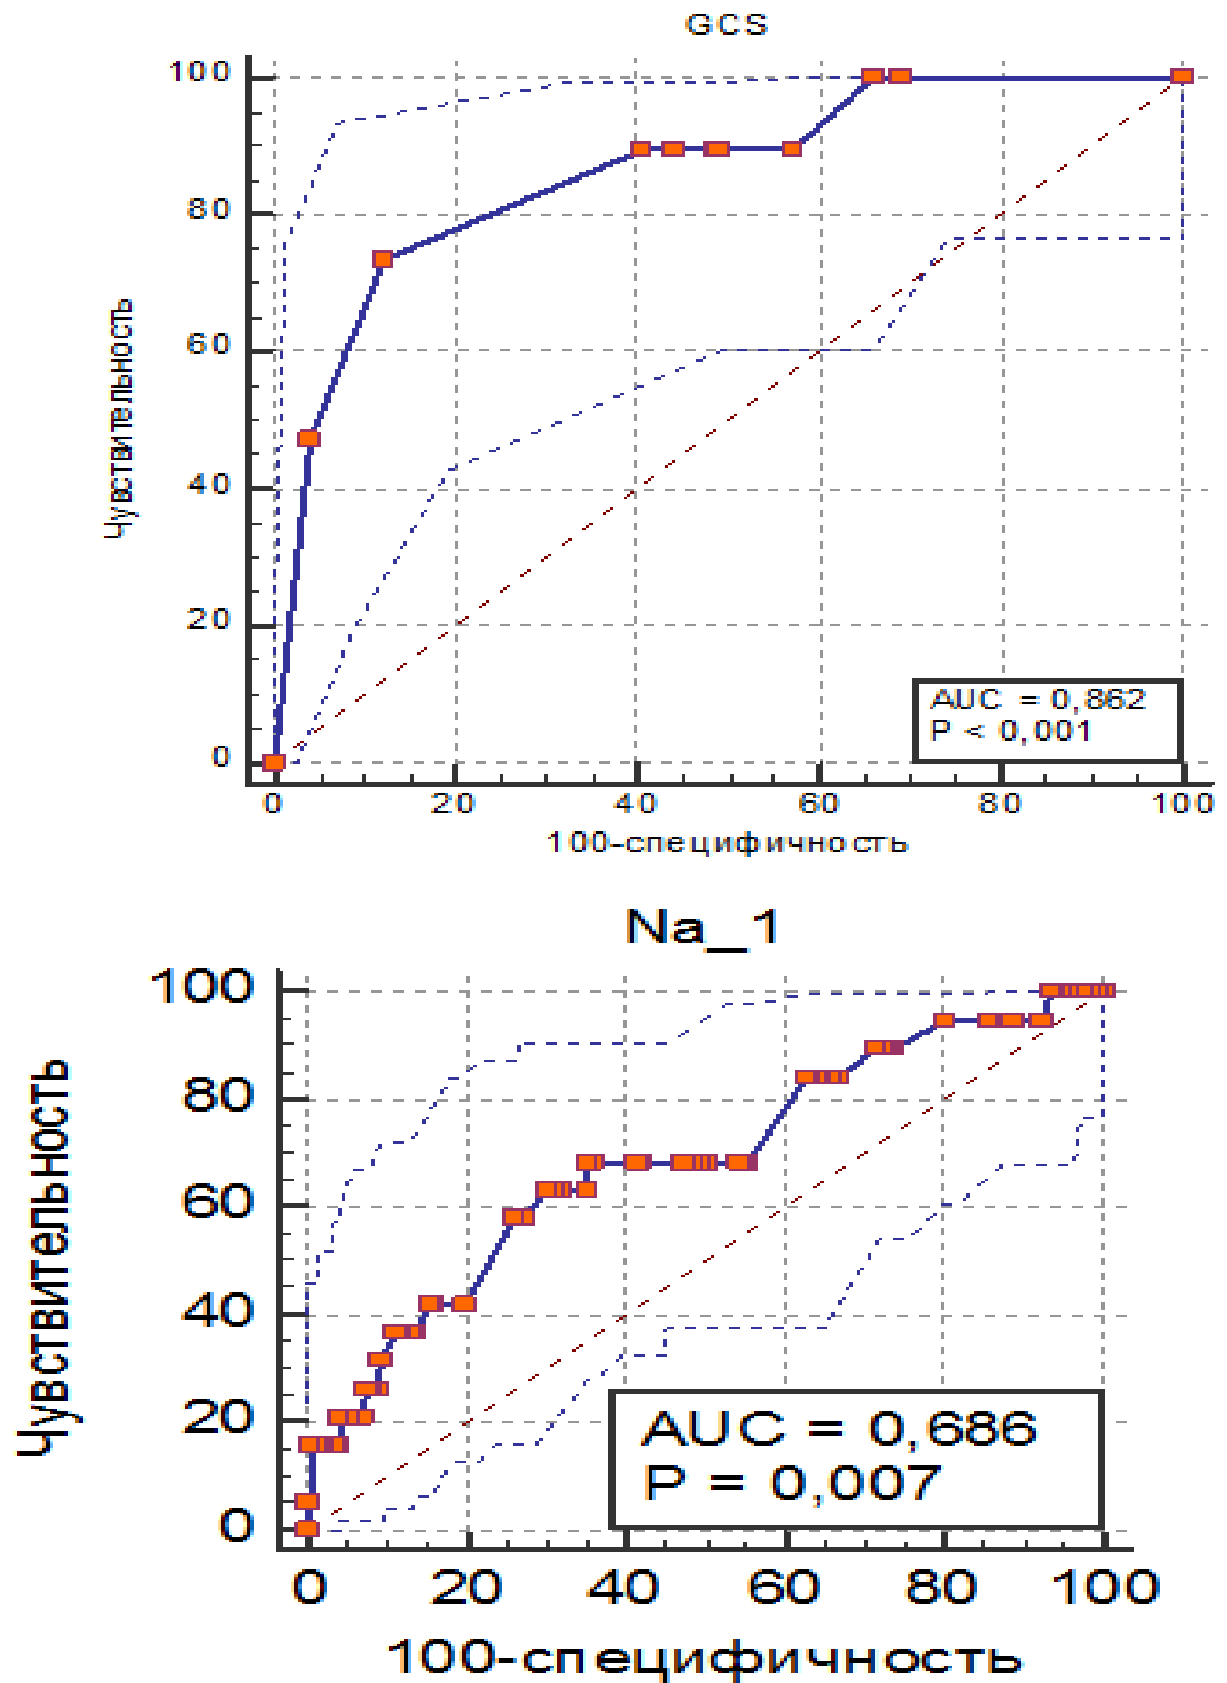 GCS
100
80
60
40
20
0
Чувствительность
AUC = 0,862
P < 0,001
0 20 40 60 80 100
100-специфичность
Na_1
100
80
60
40
20
0
Чувствительность
AUC = 0,686
P = 0,007
0 20 40 60 80 100
100-специфичность